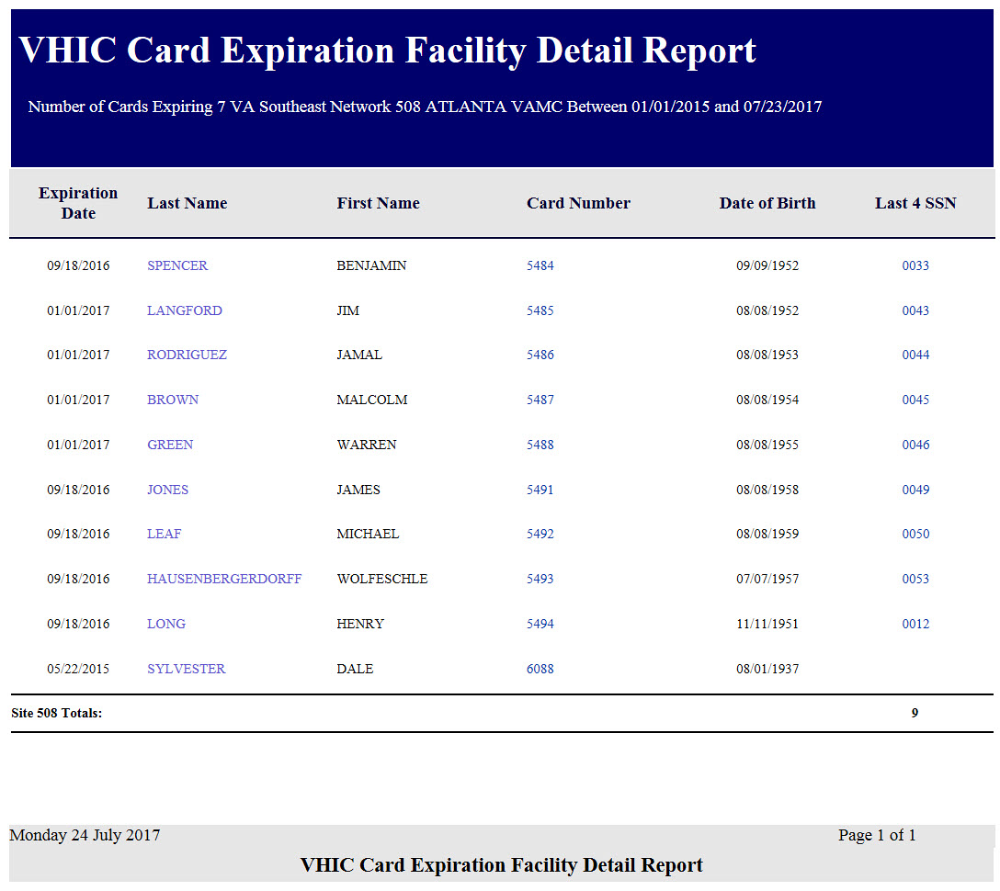 VHIC Card Expiration Facility Detail Report
Number of Cards Expiring 7 VA Southeast Network 508 ATLANTA VAMC Between 01/01/2015 and 07/23/2017
Expiration Date Last Name First Name Card Number Date of Birth Last 4 SSN
09/18/2016 SPENCER BENJAMIN 5484 09/09/1952 0033
01/01/2017 LANGFORD JIM 5485 08/08/1952 0043
01/01/2017 RODRIGUEZ JAMAL 5486 08/08/1953 0044
01/01/2017 BROWN MALCOLM 5487 08/08/1954 0045
01/01/2017 GREEN WARREN 5488 08/08/1955 0046
09/18/2016 JONES JAMES 5491 08/08/1958 0049
09/18/2016 LEAF MICHAEL 5492 08/08/1959 0050
09/18/2016 HAUSENBERGERDORFF WOLFESCHLE 5493 07/07/1957 0053
09/18/2016 LONG HENRY 5494 11/11/1951 0012
05/22/2015 SYLVESTER DALE 6088 08/01/1937
Site 508 Totals: 9
Monday 24 July 2017 Page 1 of 1
VHIC Card Expiration Facility Detail Report